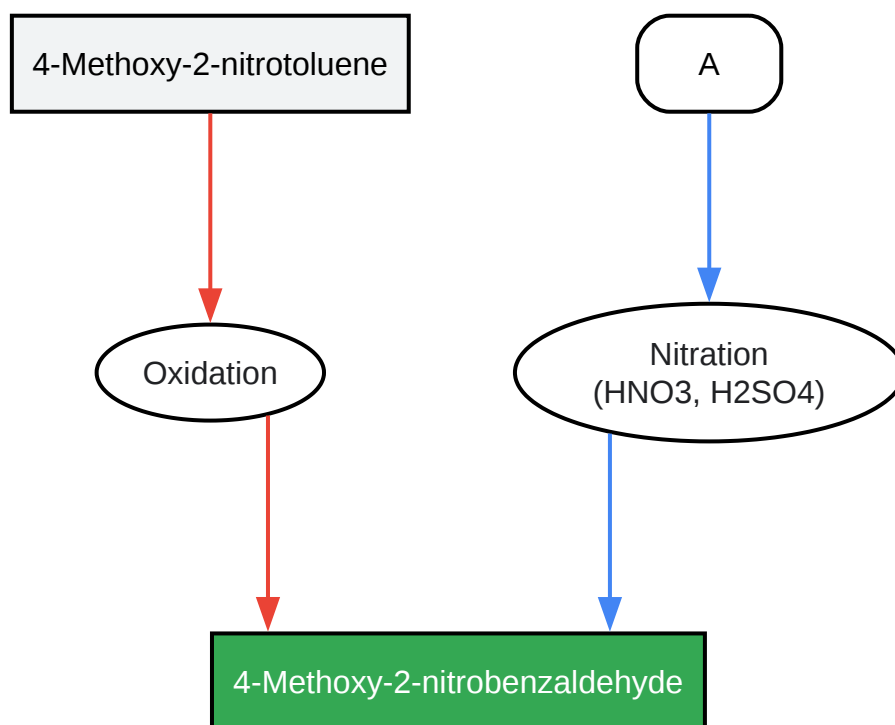 4-Methoxy-2-nitrotoluene
A
Oxidation
Nitration
(HNO3, H2SO4)
4-Methoxy-2-nitrobenzaldehyde